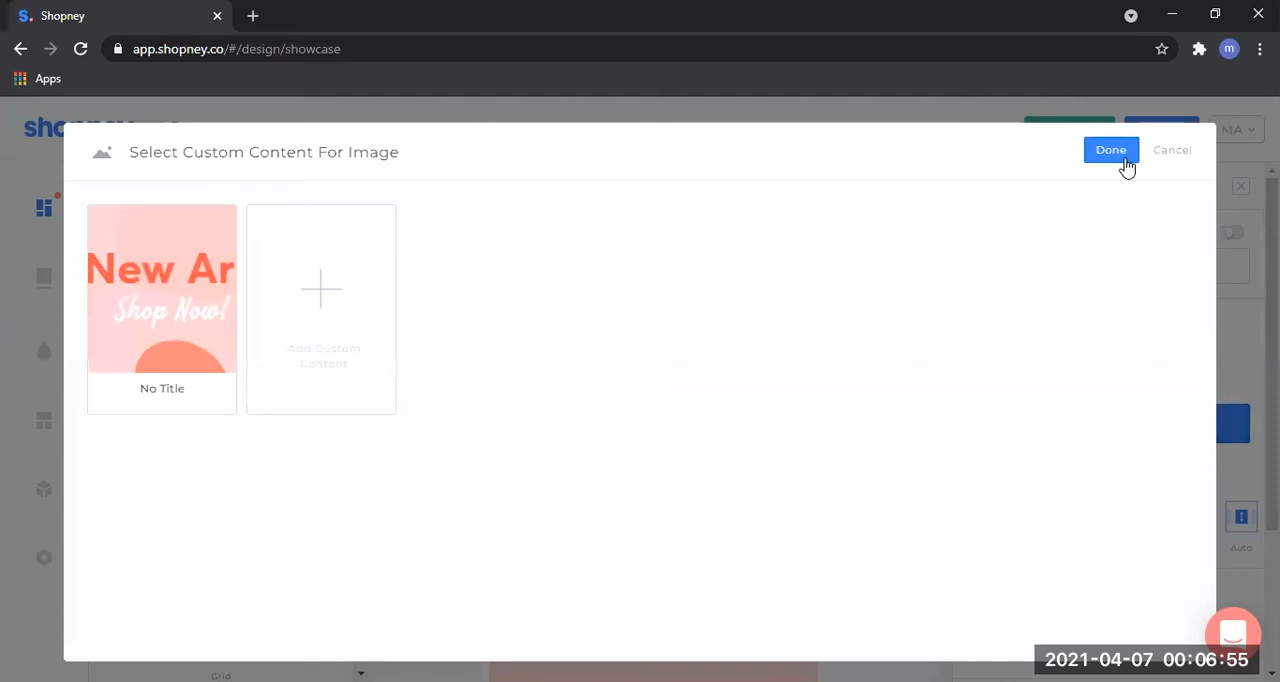 Shopney
app.shopney.co/#/design/showcase
m
Apps
MA
Select Custom Content For Image
Done
Cancel
New Ar
Shop Now!
No Title
Add Custom
Content
Auto
Grid
2021-04-07 00:06:55